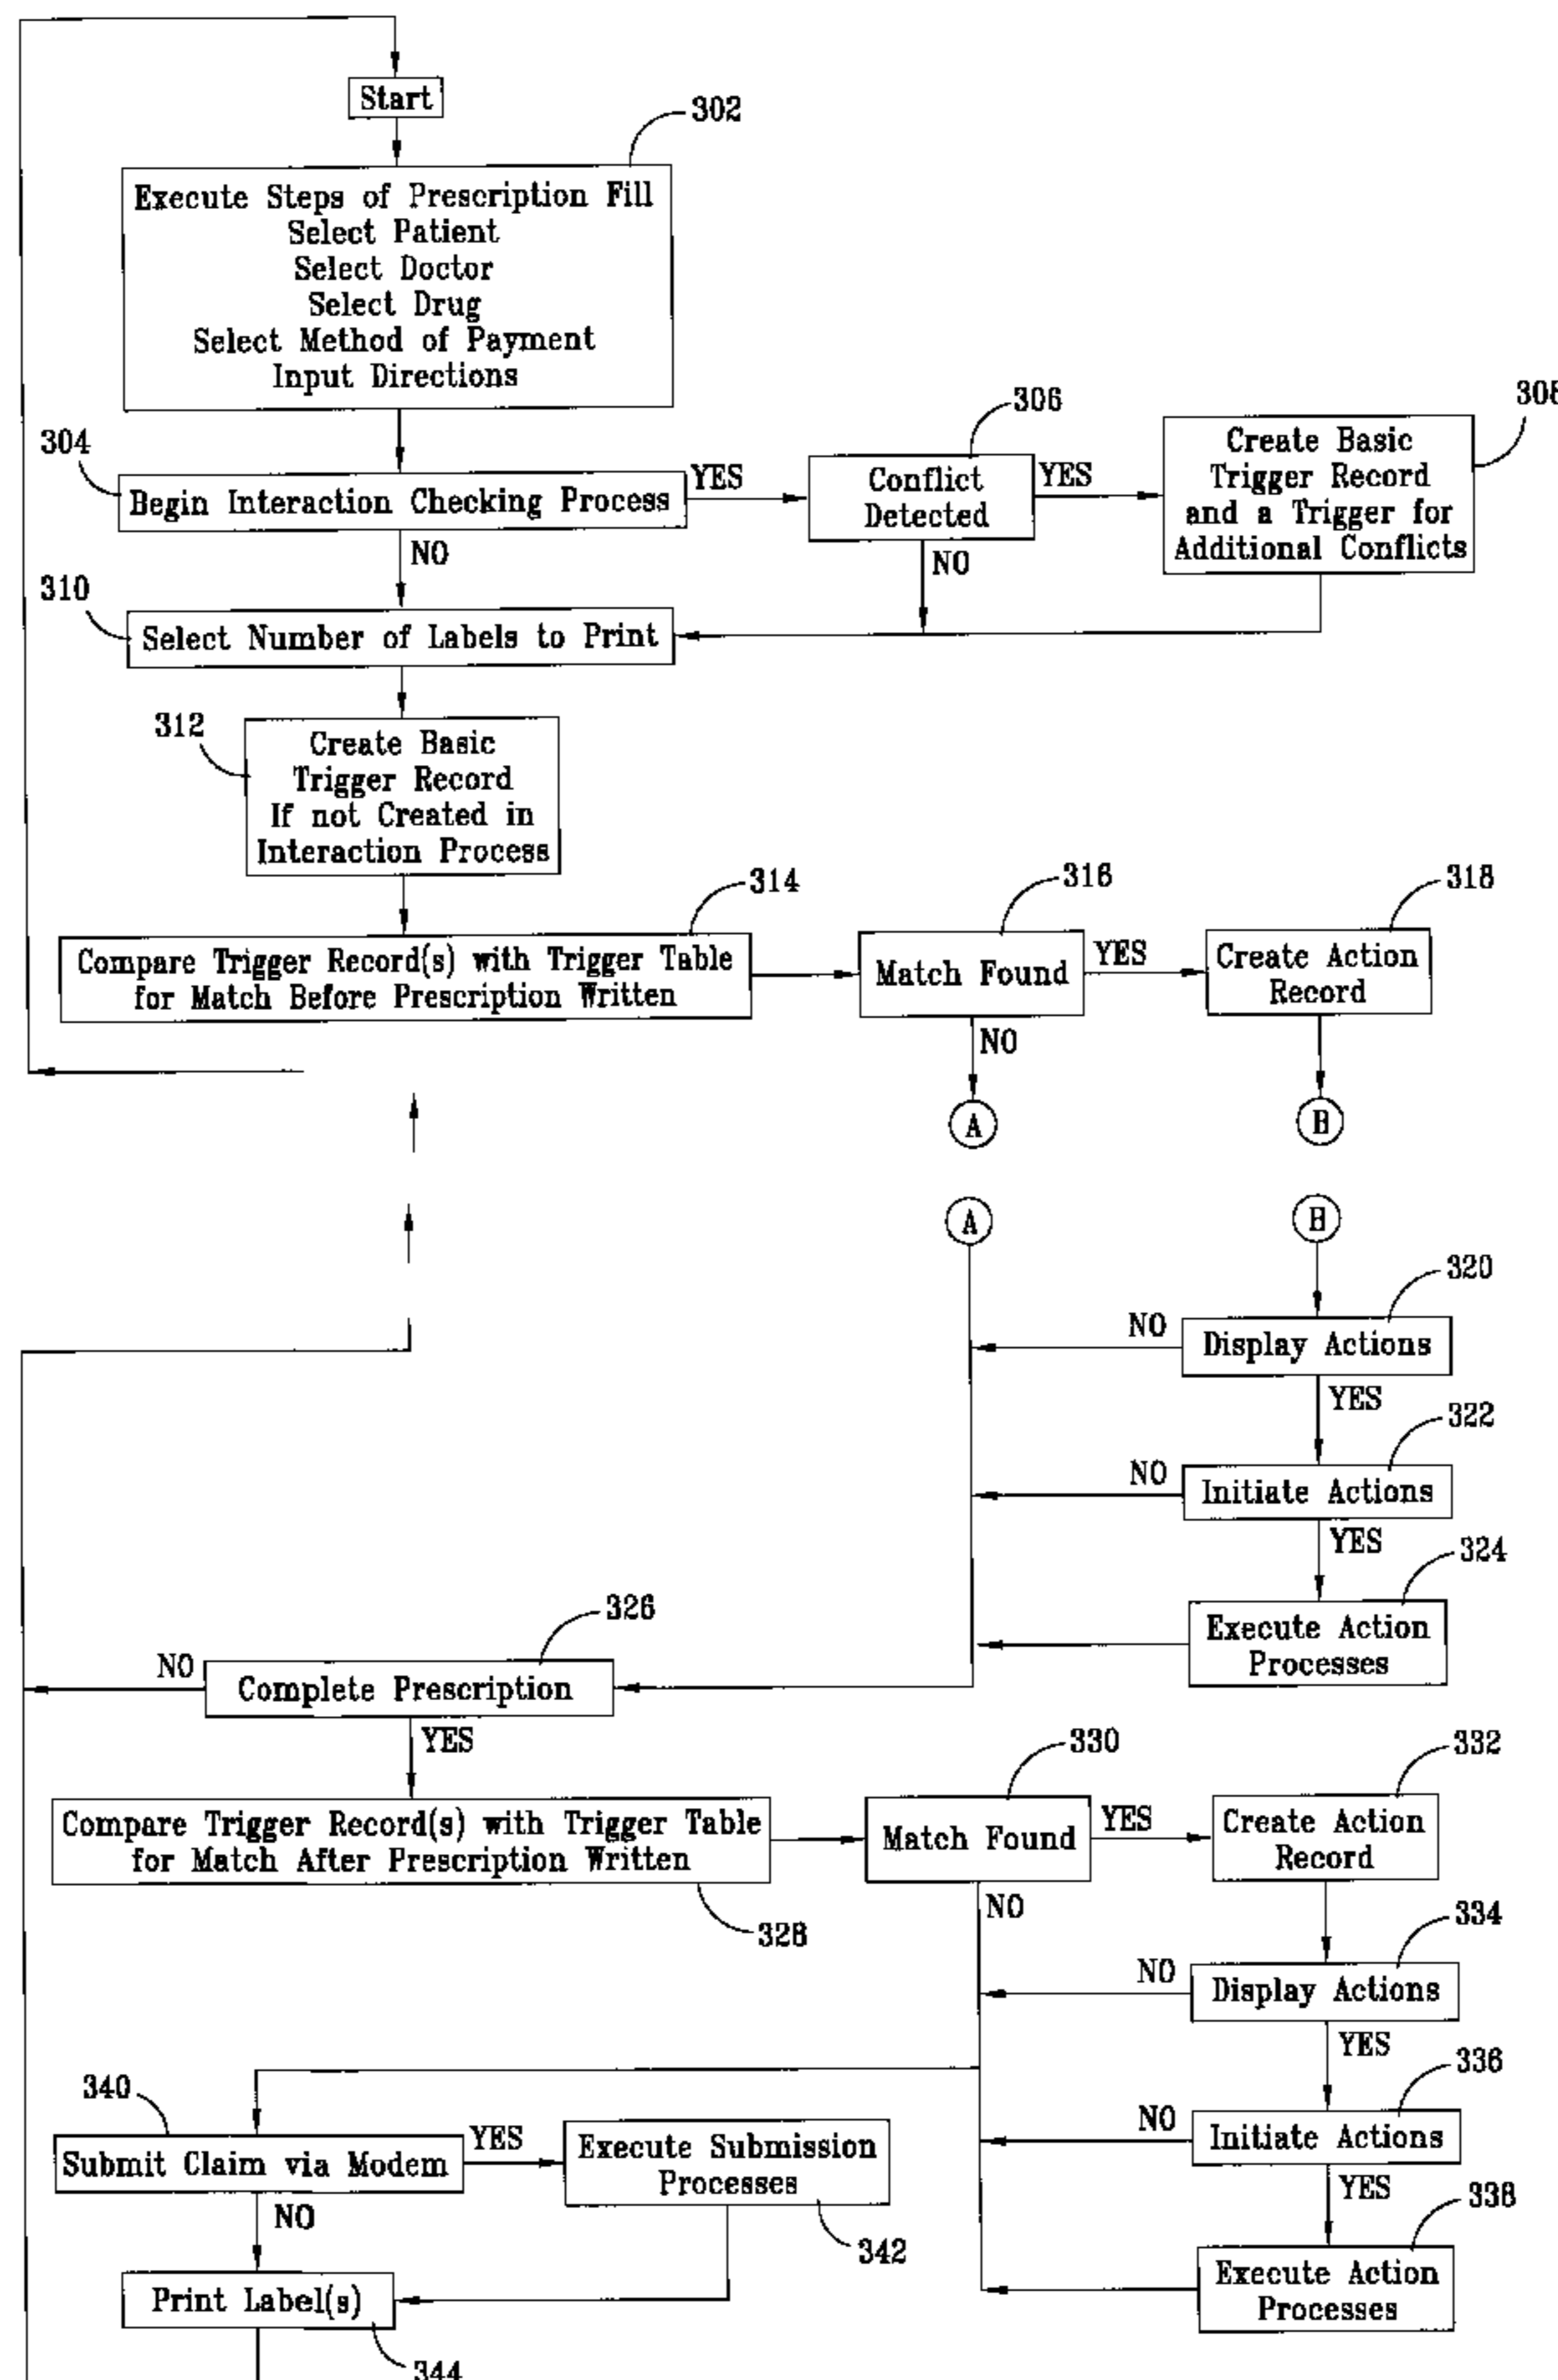 Start
302
Execute Steps of Prescription Fill
Select Patient
Select Doctor
Select Drug
Select Method of Payment
Input Directions
304
Begin Interaction Checking Process
YES
NO
306
Conflict
Detected
YES
NO
308
Create Basic
Trigger Record
and a Trigger for
Additional Conflicts
310
Select Number of Labels to Print
312
Create Basic
Trigger Record
If not Created in
Interaction Process
314
Compare Trigger Record(s) with Trigger Table
for Match Before Prescription Written
316
Match Found
YES
NO
318
Create Action
Record
A
B
A
B
320
Display Actions
NO
YES
322
Initiate Actions
NO
YES
324
Execute Action
Processes
326
Complete Prescription
NO
YES
Compare Trigger Record(s) with Trigger Table
for Match After Prescription Written
328
330
Match Found
YES
NO
332
Create Action
Record
334
Display Actions
NO
YES
336
Initiate Actions
NO
YES
338
Execute Action
Processes
340
Submit Claim via Modem
YES
NO
Execute Submission
Processes
342
Print Label(s)
344